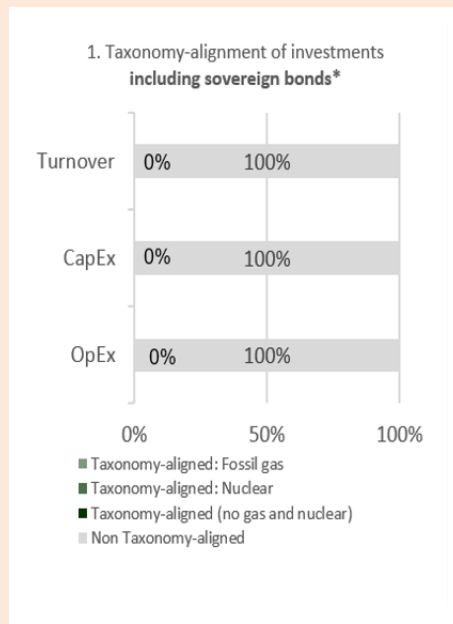 1. Taxonomy-alignment of investments
including sovereign bonds*
Turnover 0% 100%
CapEx 0% 100%
OpEx 0% 100%
0% 50% 100%
Taxonomy-aligned: Fossil gas
Taxonomy-aligned: Nuclear
Taxonomy-aligned (no gas and nuclear)
Non Taxonomy-aligned